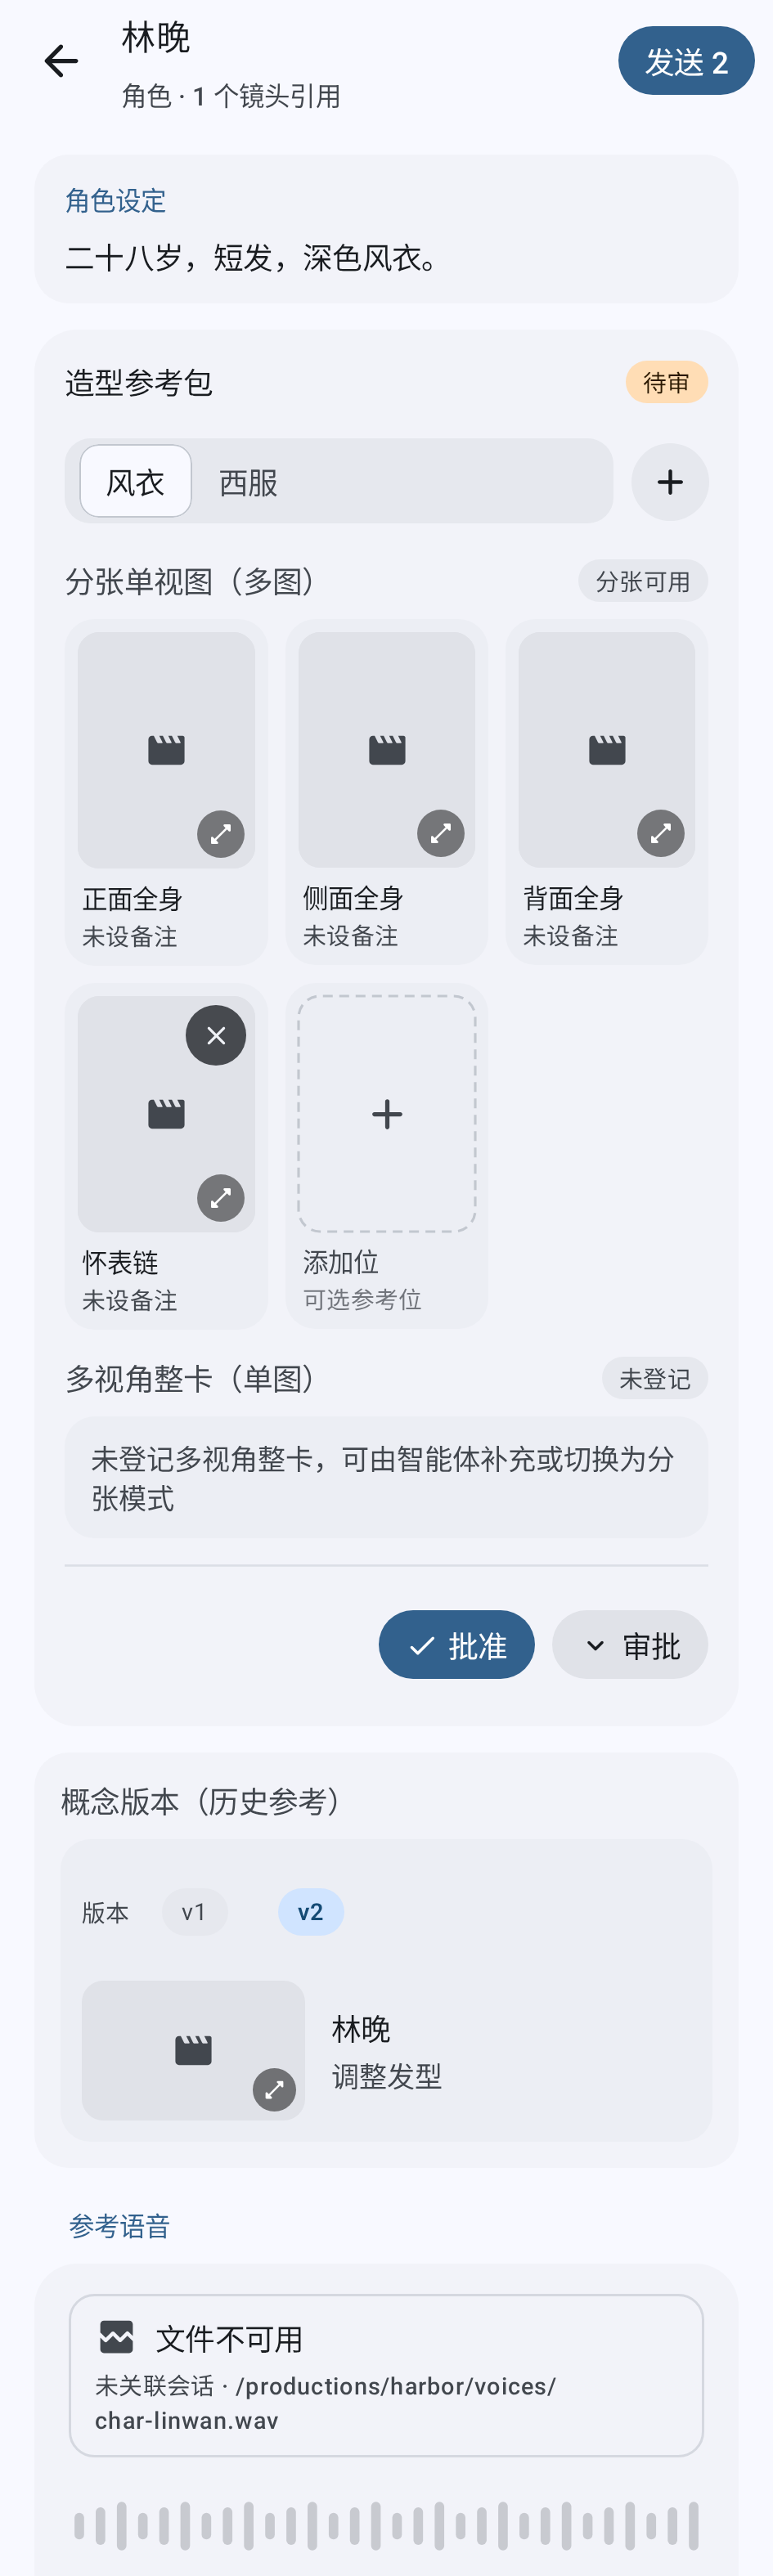 林晚
角色 · 1 个镜头引用
发送 2
角色设定
二十八岁，短发，深色风衣。
造型参考包
待审
风衣
西服
分张单视图（多图）
分张可用
正面全身
未设备注
侧面全身
未设备注
背面全身
未设备注
怀表链
未设备注
添加位
可选参考位
多视角整卡（单图）
未登记
未登记多视角整卡，可由智能体补充或切换为分
张模式
批准
审批
概念版本（历史参考）
版本
v1
v2
林晚
调整发型
参考语音
文件不可用
未关联会话 · /productions/harbor/voices/
char-linwan.wav